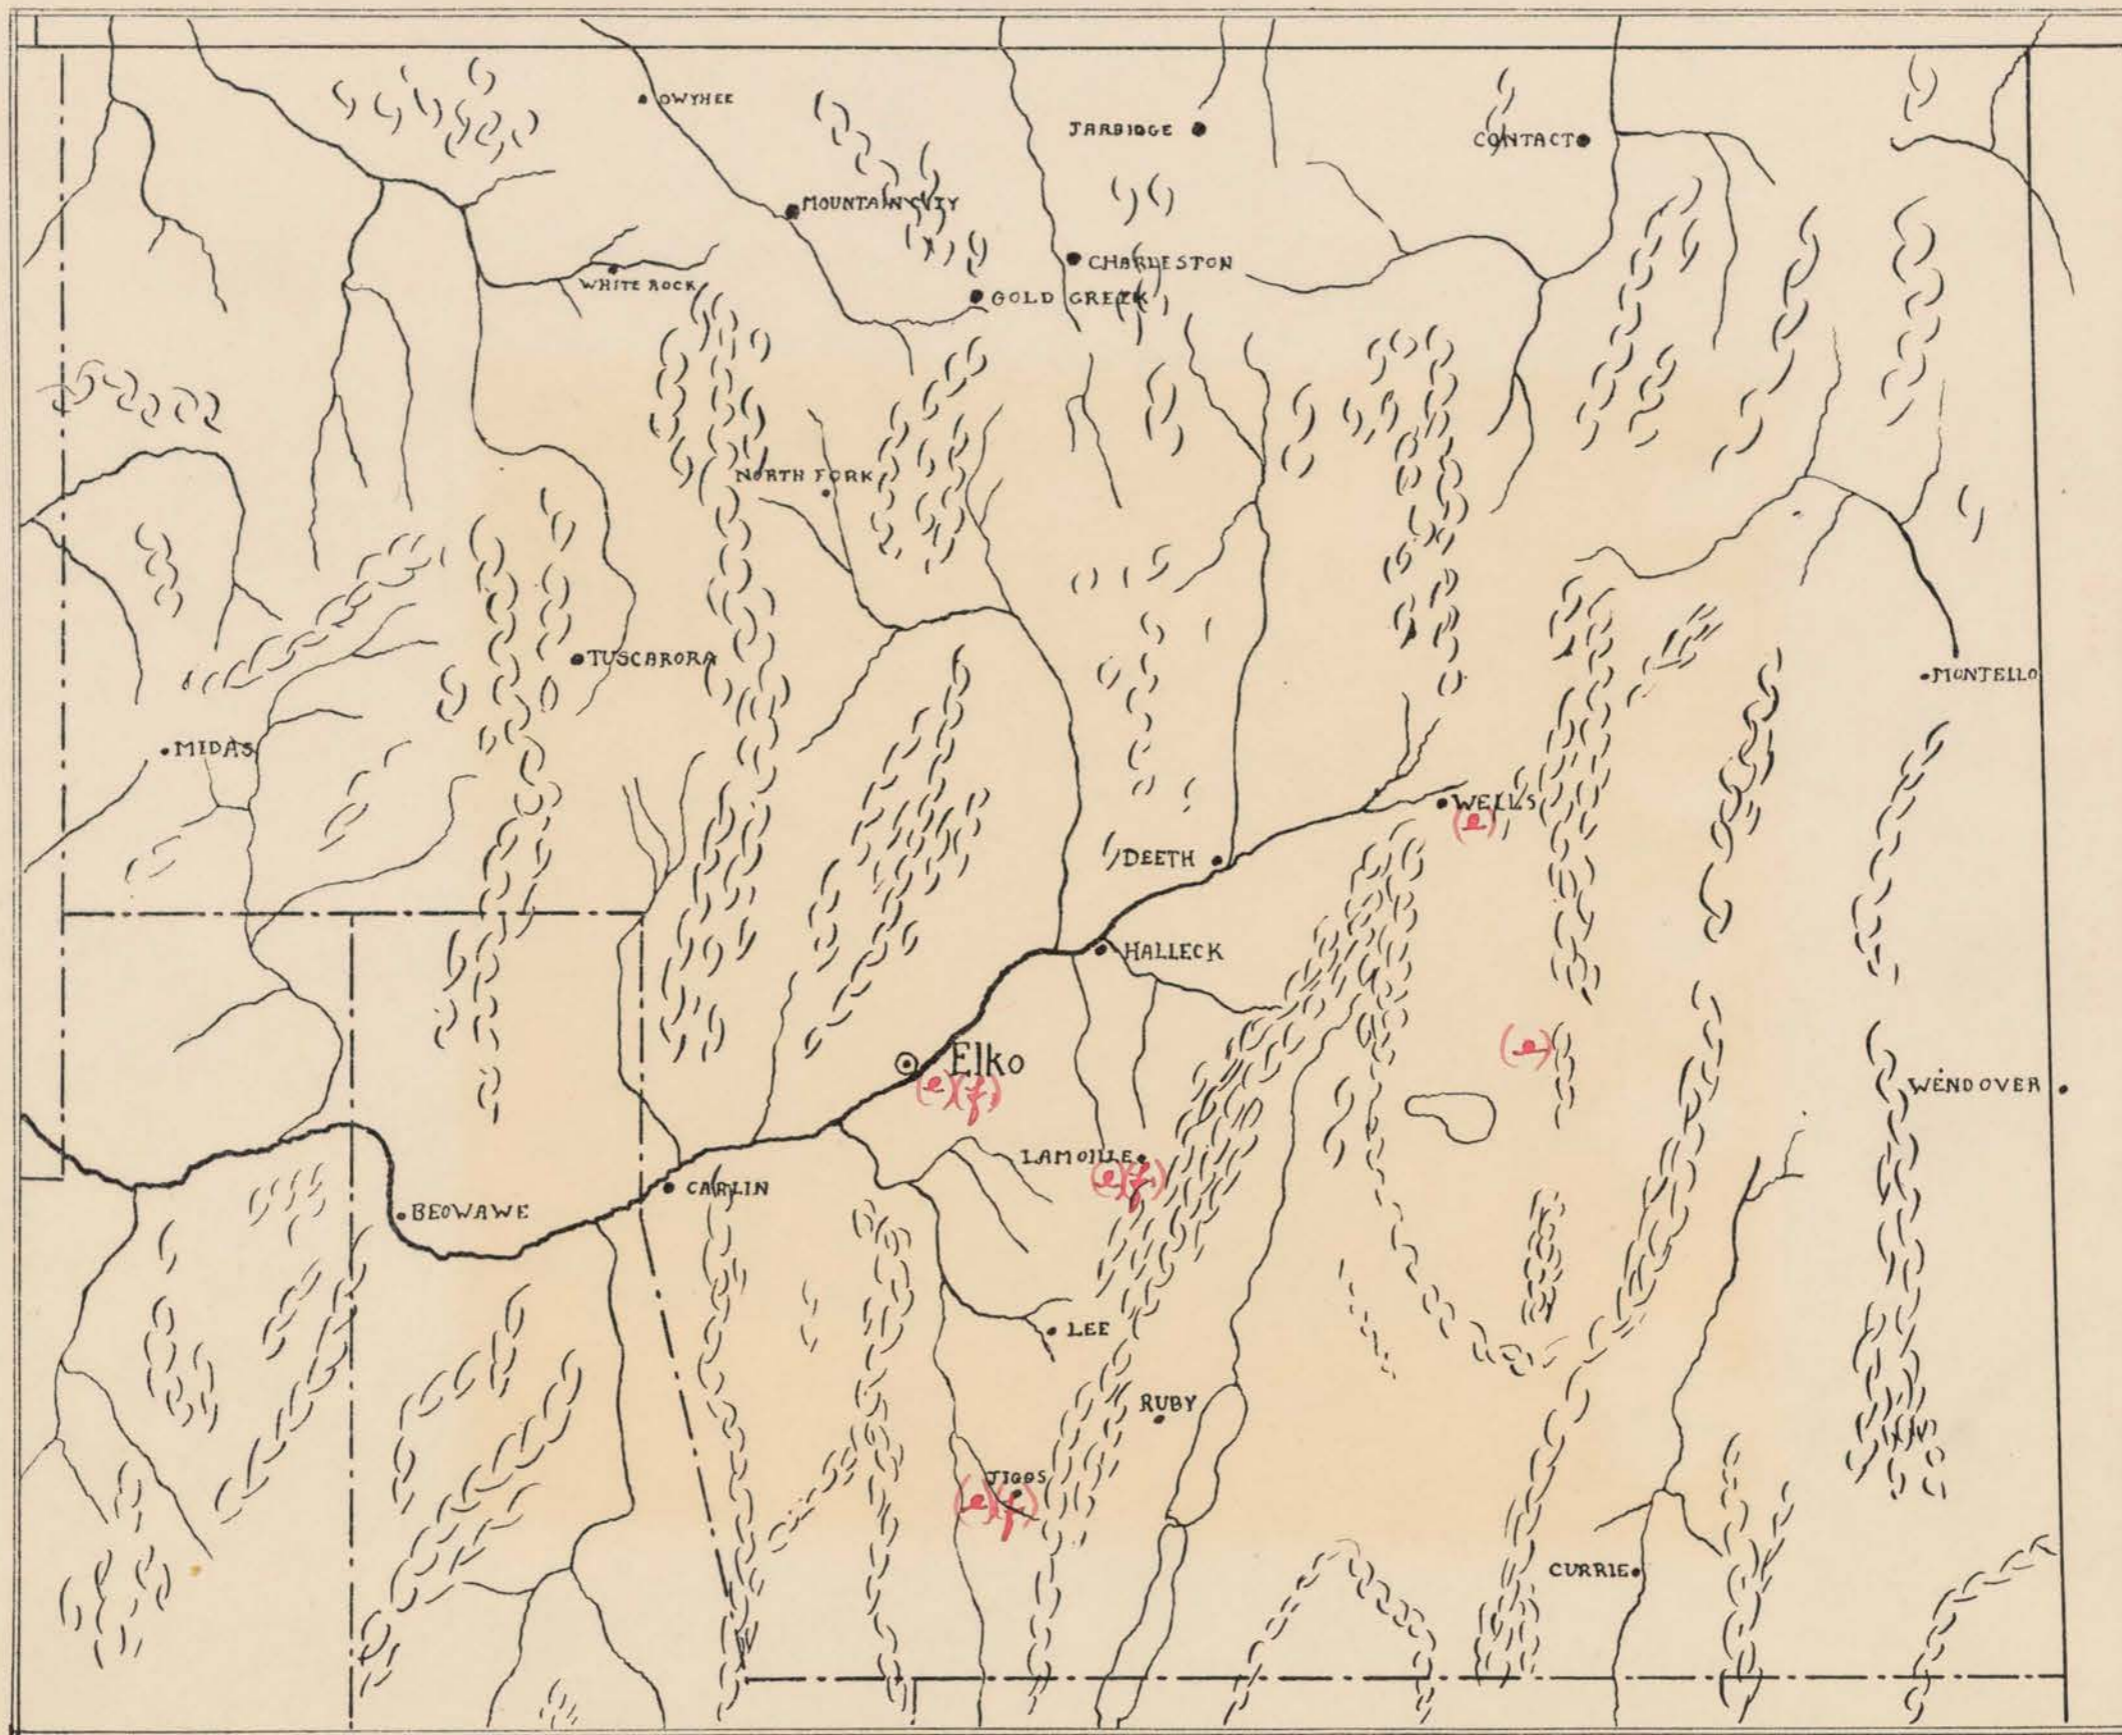 OWYHEE
JARBIDGE
CONTACT
MOUNTAIN CITY
CHARLESTON
WHITE ROCK
GOLD CREEK
NORTH FORK
TUSCARORA
MONTELLO
MIDAS
WELLS
(e)
DEETH
HALLECK
Elko
(e)(f)
(e)
WENDOVER
LAMOILLE
(e)(f)
CARLIN
BEOWAWE
LEE
RUBY
JIGGS
(e)(f)
CURRIE